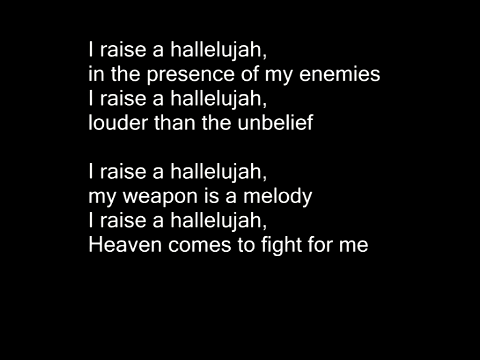 I raise a hallelujah,
in the presence of my enemies
I raise a hallelujah,
louder than the unbelief
I raise a hallelujah,
my weapon is a melody
I raise a hallelujah,
Heaven comes to fight for me